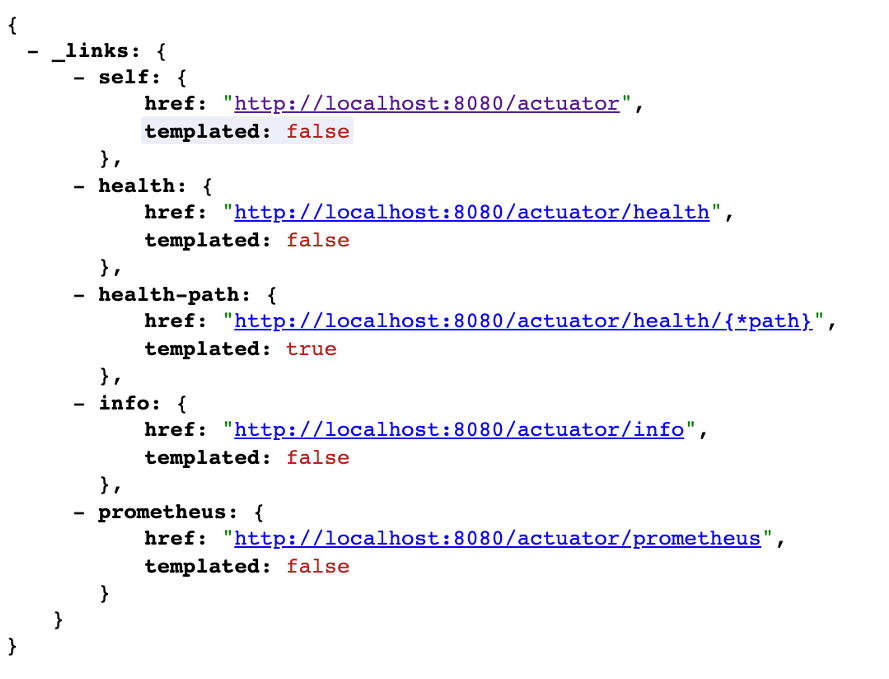 {
- _links: {
- self: {
href: "http://localhost:8080/actuator",
templated: false
},
- health: {
href: "http://localhost:8080/actuator/health",
templated: false
},
- health-path: {
href: "http://localhost:8080/actuator/health/{*path}",
templated: true
},
- info: {
href: "http://localhost:8080/actuator/info",
templated: false
},
- prometheus: {
href: "http://localhost:8080/actuator/prometheus",
templated: false
}
}
}